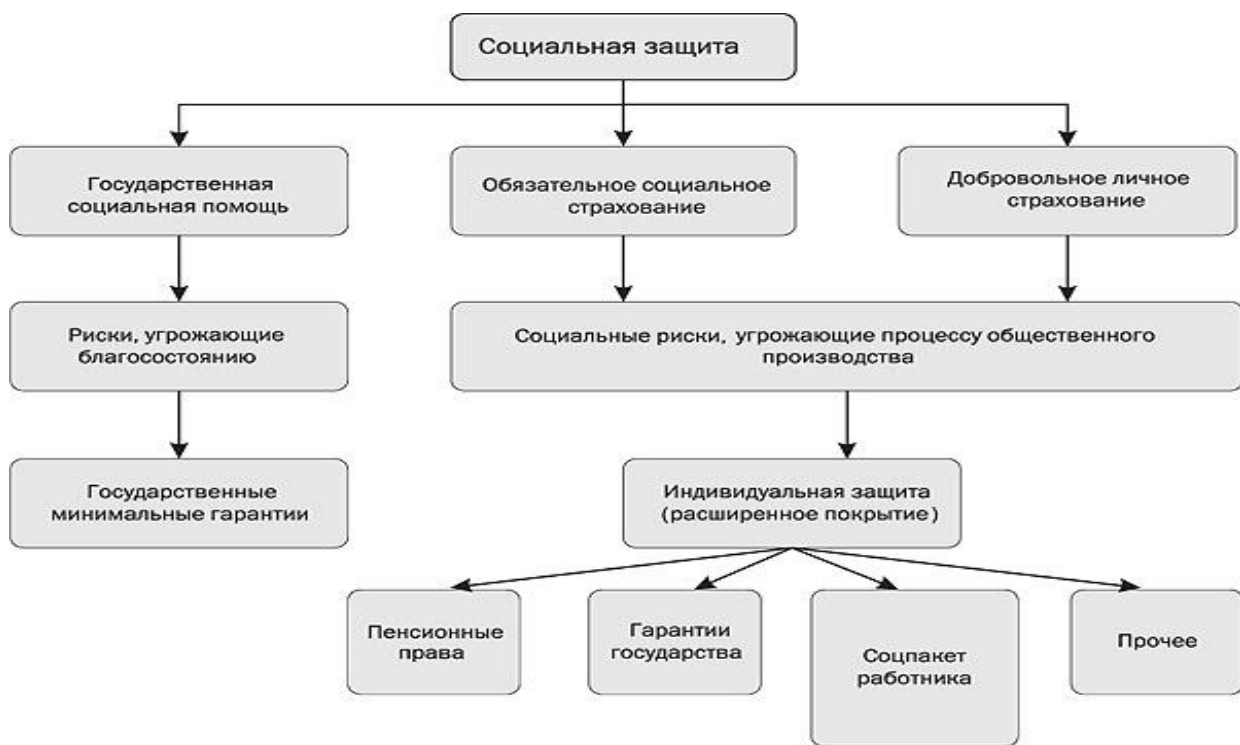 Социальная защита
Государственная
социальная помощь
Обязательное социальное
страхование
Добровольное личное
страхование
Риски, угрожающие
благосостоянию
Социальные риски, угрожающие процессу общественного
производства
Государственные
минимальные гарантии
Индивидуальная защита
(расширенное покрытие)
Пенсионные
права
Гарантии
государства
Соцпакет
работника
Прочее